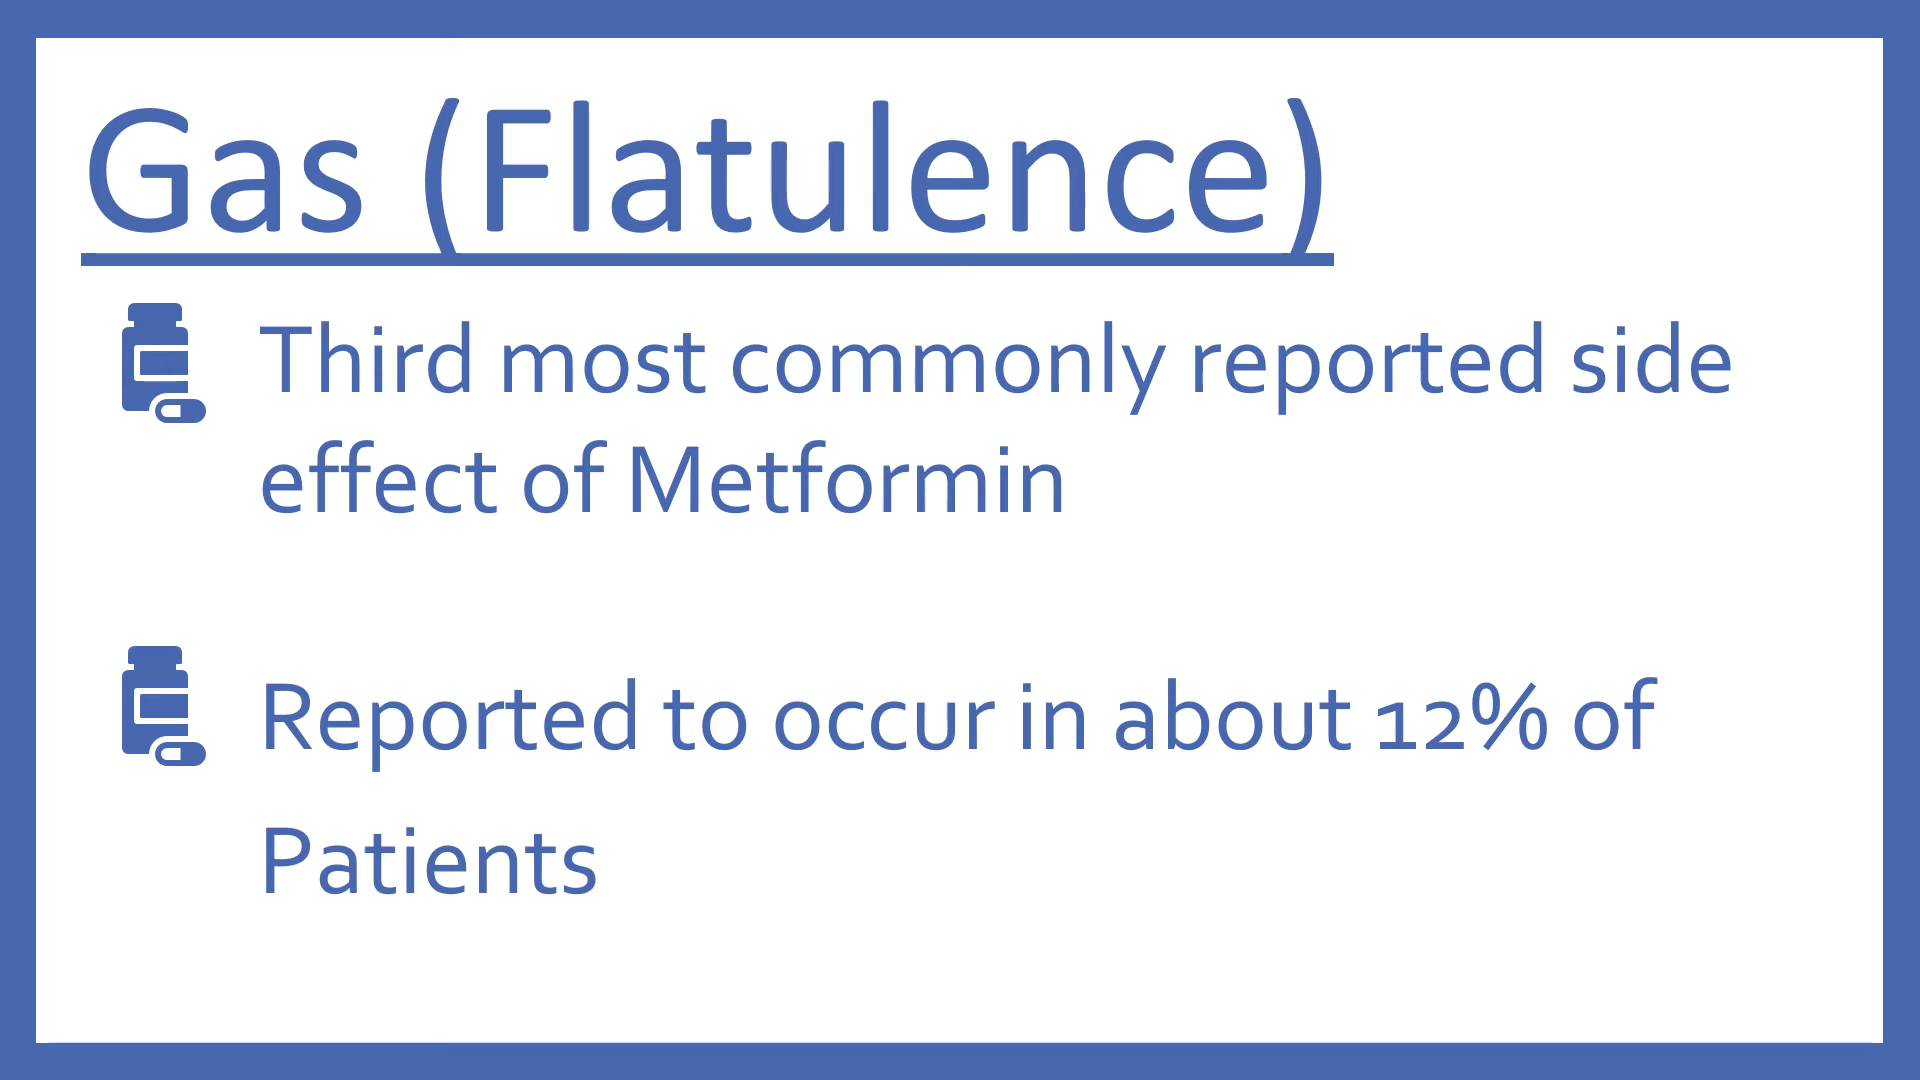 Gas (Flatulence)
Third most commonly reported side
effect of Metformin
Reported to occur in about 12% of
Patients